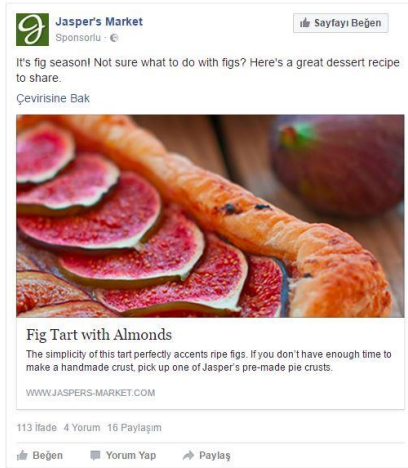 Jasper's Market
Sayfayı Beğen
Sponsorlu ·
It's fig season! Not sure what to do with figs? Here's a great dessert recipe
to share.
Çevirisine Bak
Fig Tart with Almonds
The simplicity of this tart perfectly accents ripe figs. If you don't have enough time to
make a handmade crust, pick up one of Jasper's pre-made pie crusts.
WWW.JASPERS-MARKET.COM
113 İfade 4 Yorum 16 Paylaşım
Beğen Yorum Yap Paylaş